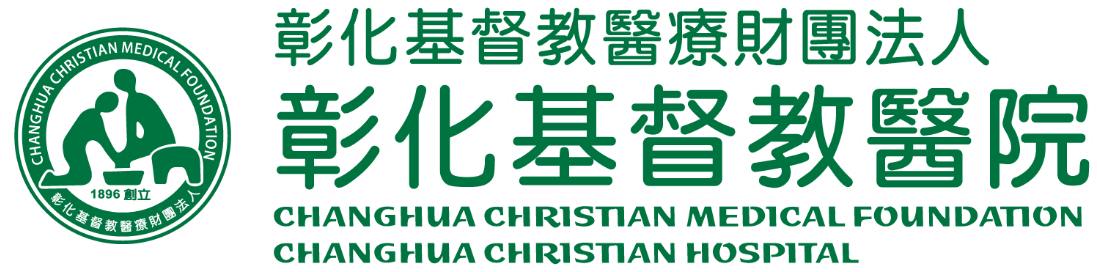 CHANGHUA CHRISTIAN MEDICAL FOUNDATION
1896 創立
彰化基督教醫療財團法人
彰化基督教醫療財團法人
彰化基督教醫院
CHANGHUA CHRISTIAN MEDICAL FOUNDATION
CHANGHUA CHRISTIAN HOSPITAL